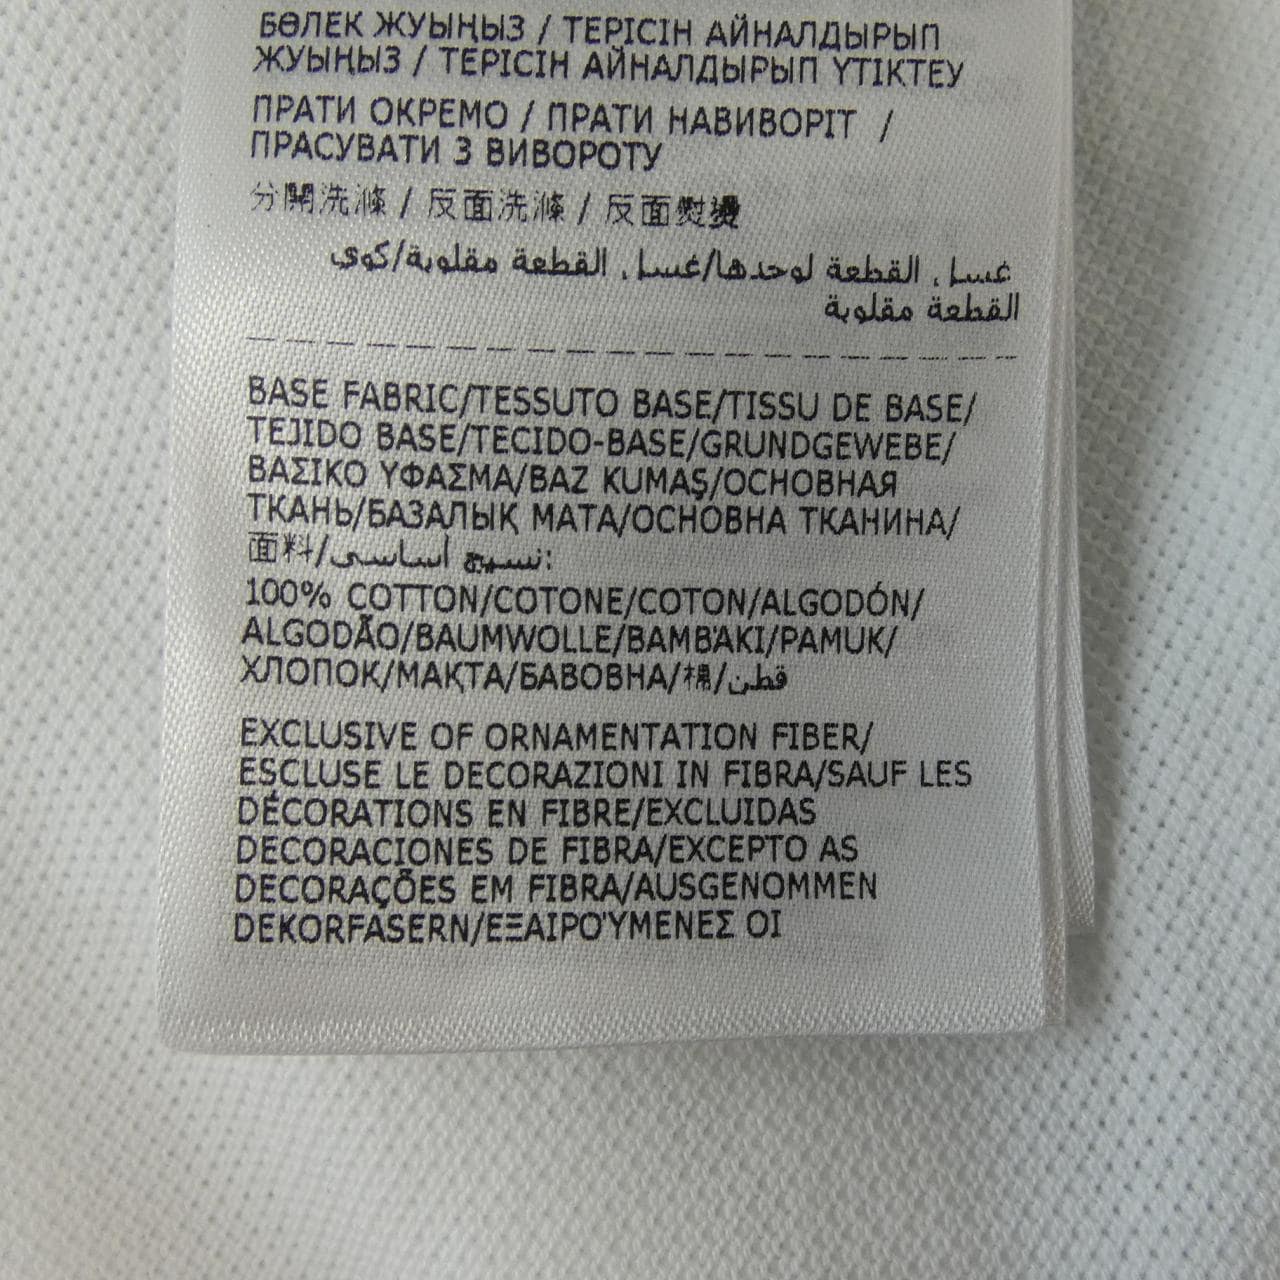 БӨЛЕК ЖУЫҢЫЗ / ТЕРІСІН АЙНАЛДЫРЫП
ЖУЫҢЫЗ / ТЕРІСІН АЙНАЛДЫРЫП ҮТІКТЕУ
ПРАТИ ОКРЕМО / ПРАТИ НАВИВОРІТ /
ПРАСУВАТИ З ВИВОРОТУ
分開洗滌 / 反面洗滌 / 反面熨燙
غسل القطعة لوحدها/غسل القطعة مقلوبة/كوي
القطعة مقلوبة
BASE FABRIC/TESSUTO BASE/TISSU DE BASE/
TEJIDO BASE/TECIDO-BASE/GRUNDGEWEBE/
ΒΑΣΙΚΟ ΥΦΑΣΜΑ/BAZ KUMAŞ/ОСНОВНАЯ
ТКАНЬ/БАЗАЛЫҚ МАТА/ОСНОВНА ТКАНИНА/
面料/نسيج أساسي:
100% COTTON/COTONE/COTON/ALGODÓN/
ALGODÃO/BAUMWOLLE/ΒΑΜΒΆΚΙ/PAMUK/
ХЛОПОК/МАҚТА/БАВОВНА/棉/قطن
EXCLUSIVE OF ORNAMENTATION FIBER/
ESCLUSE LE DECORAZIONI IN FIBRA/SAUF LES
DÉCORATIONS EN FIBRE/EXCLUIDAS
DECORACIONES DE FIBRA/EXCEPTO AS
DECORAÇÕES EM FIBRA/AUSGENOMMEN
DEKORFASERN/ΕΞΑΙΡΟΎΜΕΝΕΣ ΟΙ